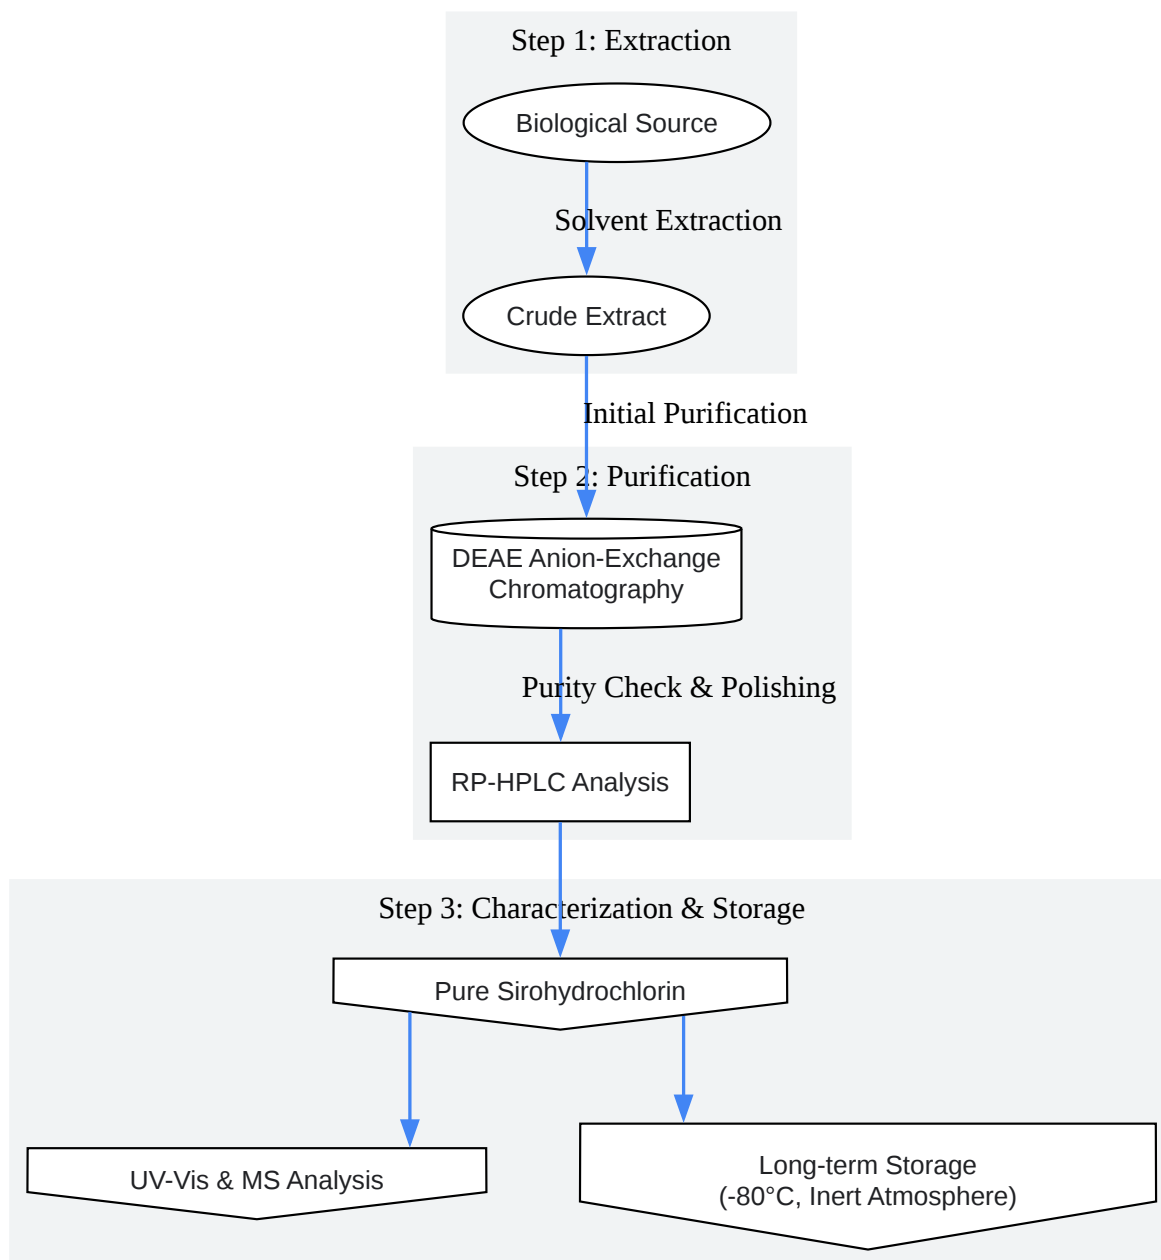 Step 1: Extraction
Biological Source
Solvent Extraction
Crude Extract
Initial Purification
Step 2: Purification
DEAE Anion-Exchange
Chromatography
Purity Check & Polishing
RP-HPLC Analysis
Step 3: Characterization & Storage
Pure Sirohydrochlorin
UV-Vis & MS Analysis
Long-term Storage
(-80°C, Inert Atmosphere)